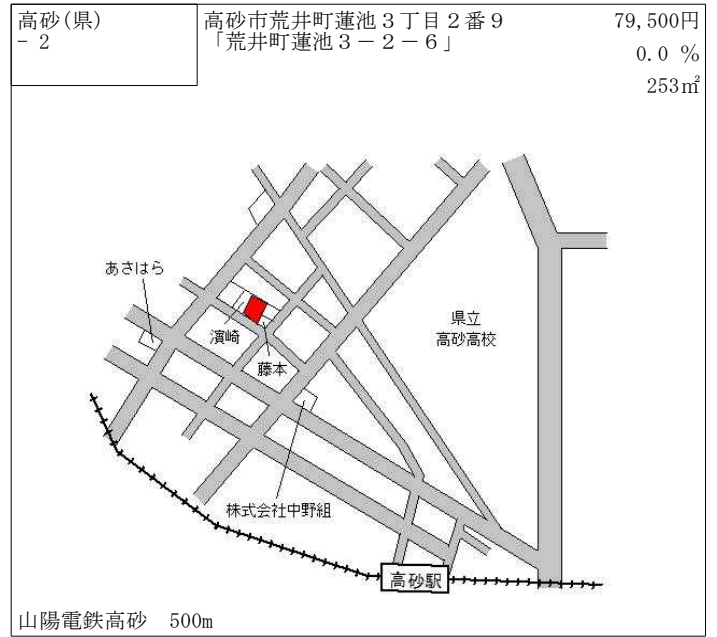 高砂(県)
- 2
高砂市荒井町蓮池３丁目２番９
「荒井町蓮池３－２－６」
79,500円
0.0 %
253㎡
あさはら
濵崎
藤本
県立
高砂高校
株式会社中野組
高砂駅
山陽電鉄高砂 500m